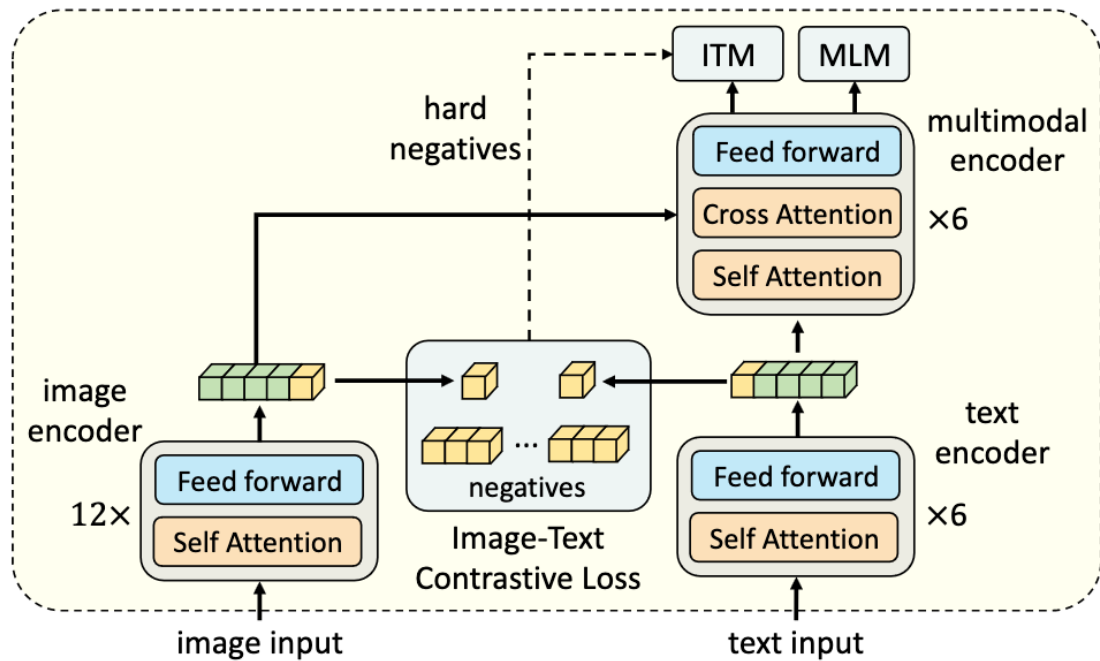 ITM
MLM
hard
negatives
multimodal
encoder
Feed forward
Cross Attention
×6
Self Attention
image
encoder
text
encoder
Feed forward
12×
Self Attention
...
negatives
Feed forward
×6
Self Attention
Image-Text
Contrastive Loss
image input
text input